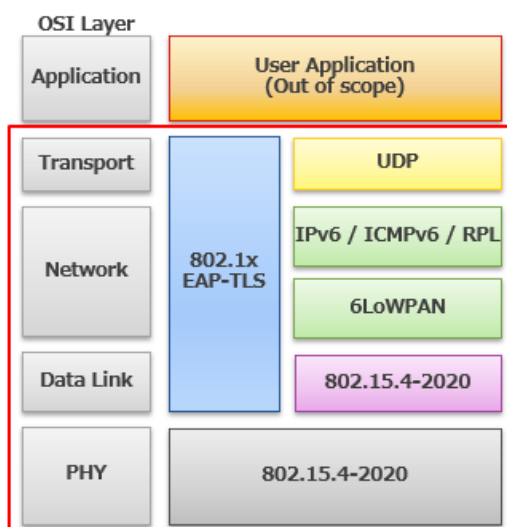 OSI Layer
Application
User Application
(Out of scope)
Transport
UDP
802.1x
EAP-TLS
Network
IPv6 / ICMPv6 / RPL
6LoWPAN
Data Link
802.15.4-2020
PHY
802.15.4-2020